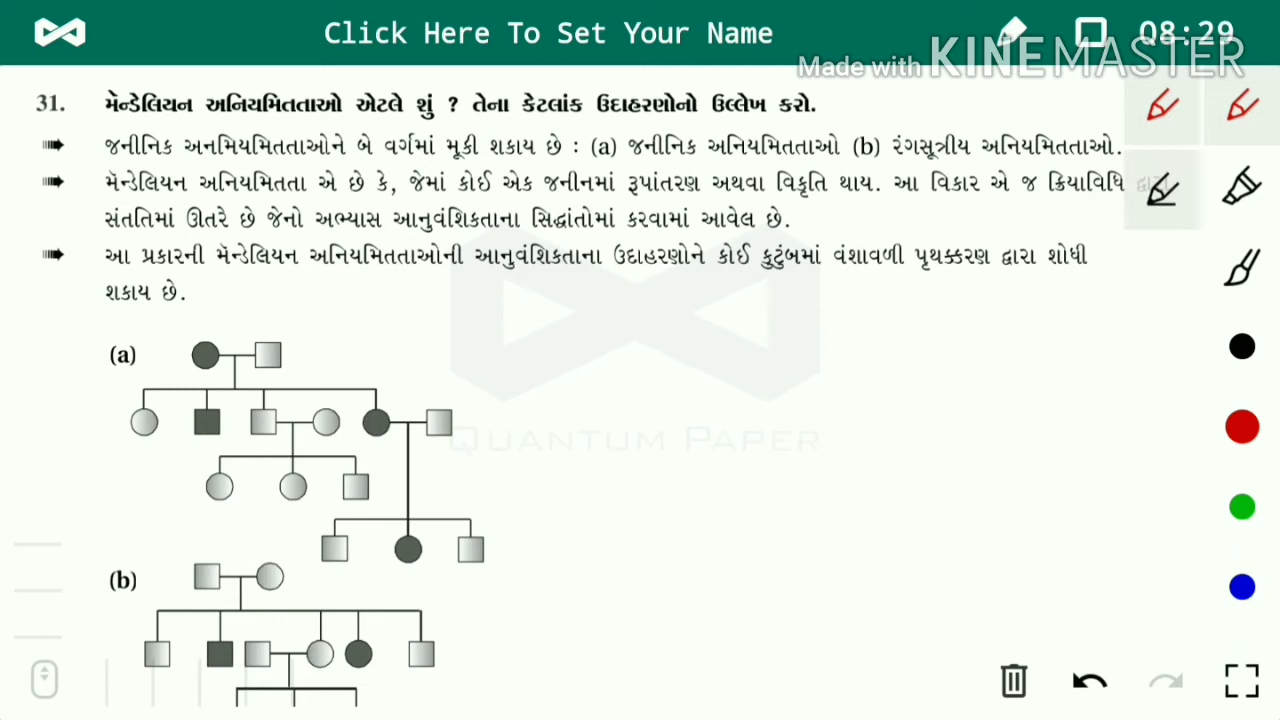 Click Here To Set Your Name
08:29
Made with KINEMASTER
31. મૅન્ડેલિયન અનિયમિતતાઓ એટલે શું ? તેના કેટલાંક ઉદાહરણોનો ઉલ્લેખ કરો.
જનીનિક અનમિયમિતતાઓને બે વર્ગમાં મૂકી શકાય છે : (a) જનીનિક અનિયમિતતાઓ (b) રંગસૂત્રીય અનિયમિતતાઓ.
મૅન્ડેલિયન અનિયમિતતા એ છે કે, જેમાં કોઈ એક જનીનમાં રૂપાંતરણ અથવા વિકૃતિ થાય. આ વિકાર એ જ ક્રિયાવિધિ દ્વારા
સંતતિમાં ઊતરે છે જેનો અભ્યાસ આનુવંશિકતાના સિદ્ધાંતોમાં કરવામાં આવેલ છે.
આ પ્રકારની મૅન્ડેલિયન અનિયમિતતાઓની આનુવંશિકતાના ઉદાહરણોને કોઈ કુટુંબમાં વંશાવળી પૃથક્કરણ દ્વારા શોધી
શકાય છે.
(a)
QUANTUM PAPER
(b)